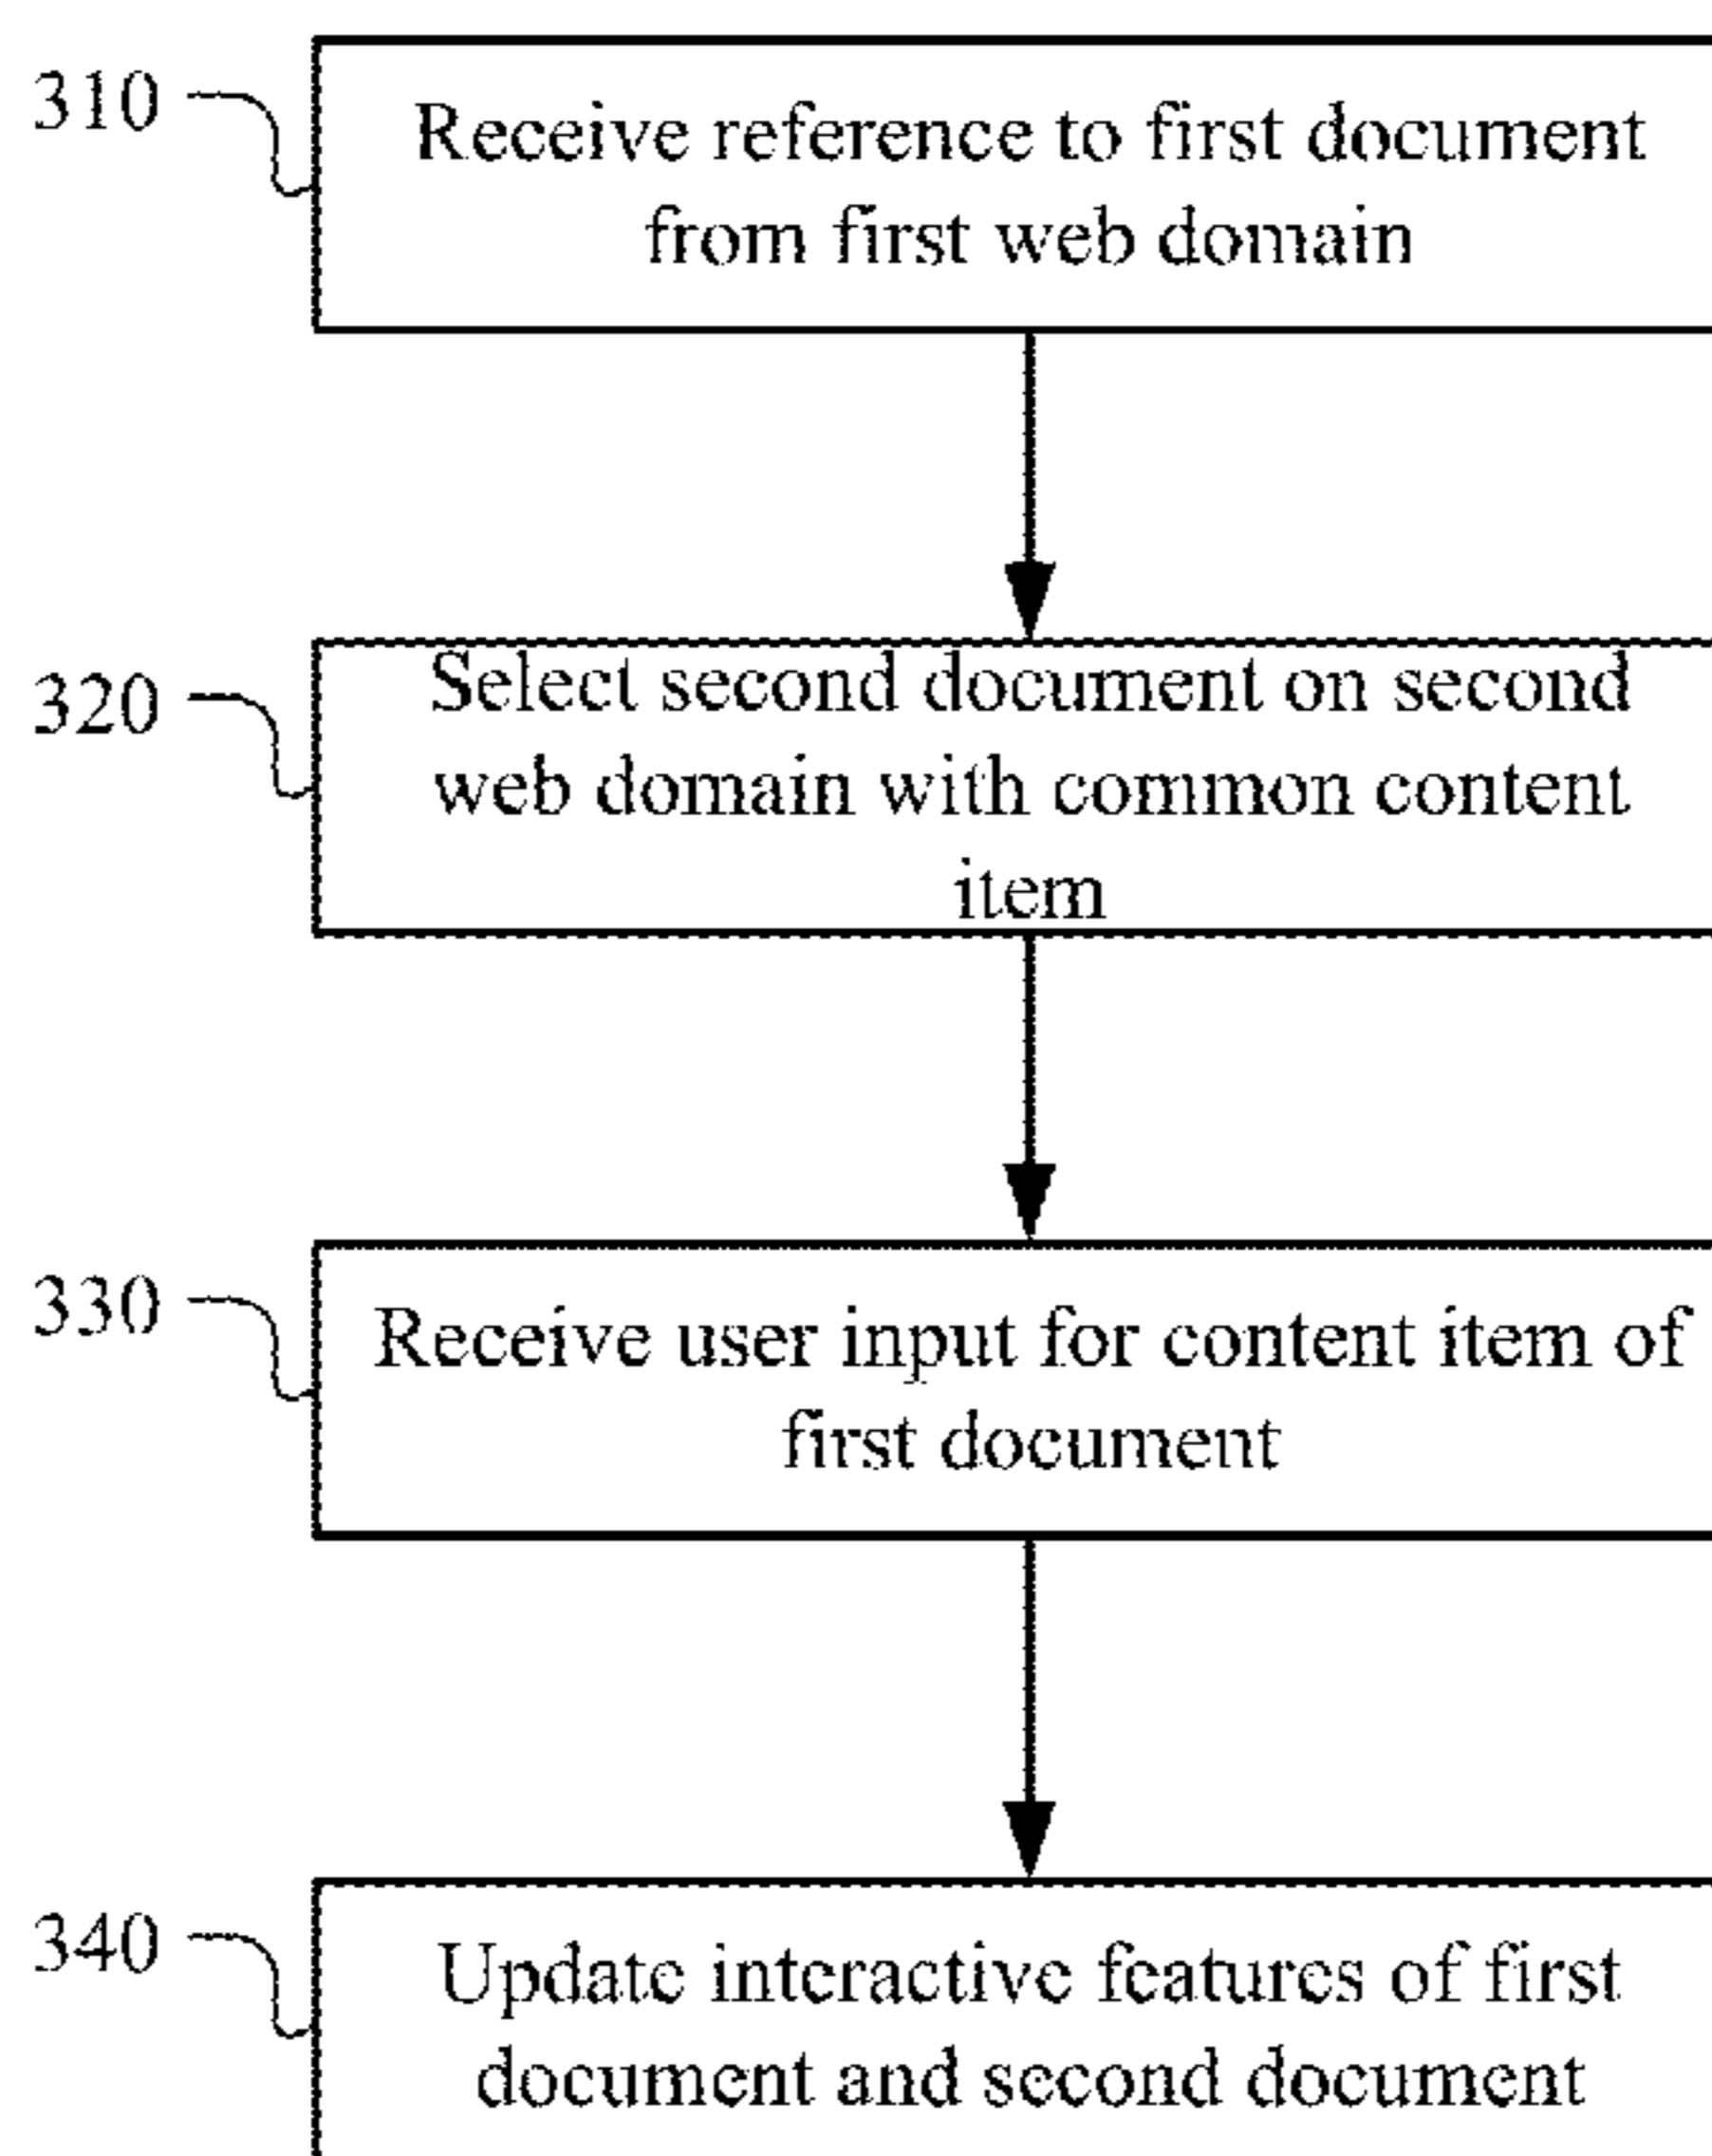 310
Receive reference to first document
from first web domain
320
Select second document on second
web domain with common content
item
330
Receive user input for content item of
first document
340
Update interactive features of first
document and second document